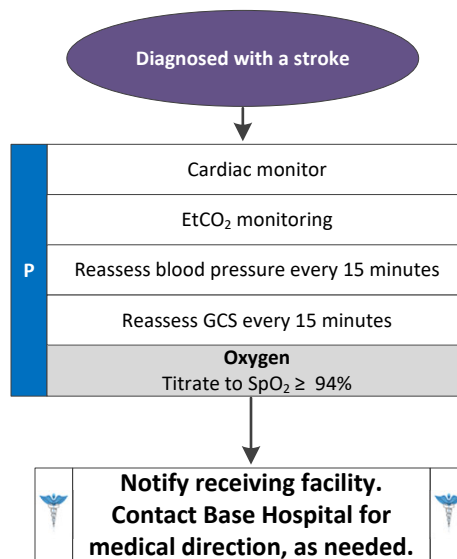 Diagnosed with a stroke
Cardiac monitor
EtCO₂ monitoring
P
Reassess blood pressure every 15 minutes
Reassess GCS every 15 minutes
Oxygen
Titrate to SpO₂ ≥ 94%
Notify receiving facility.
Contact Base Hospital for
medical direction, as needed.